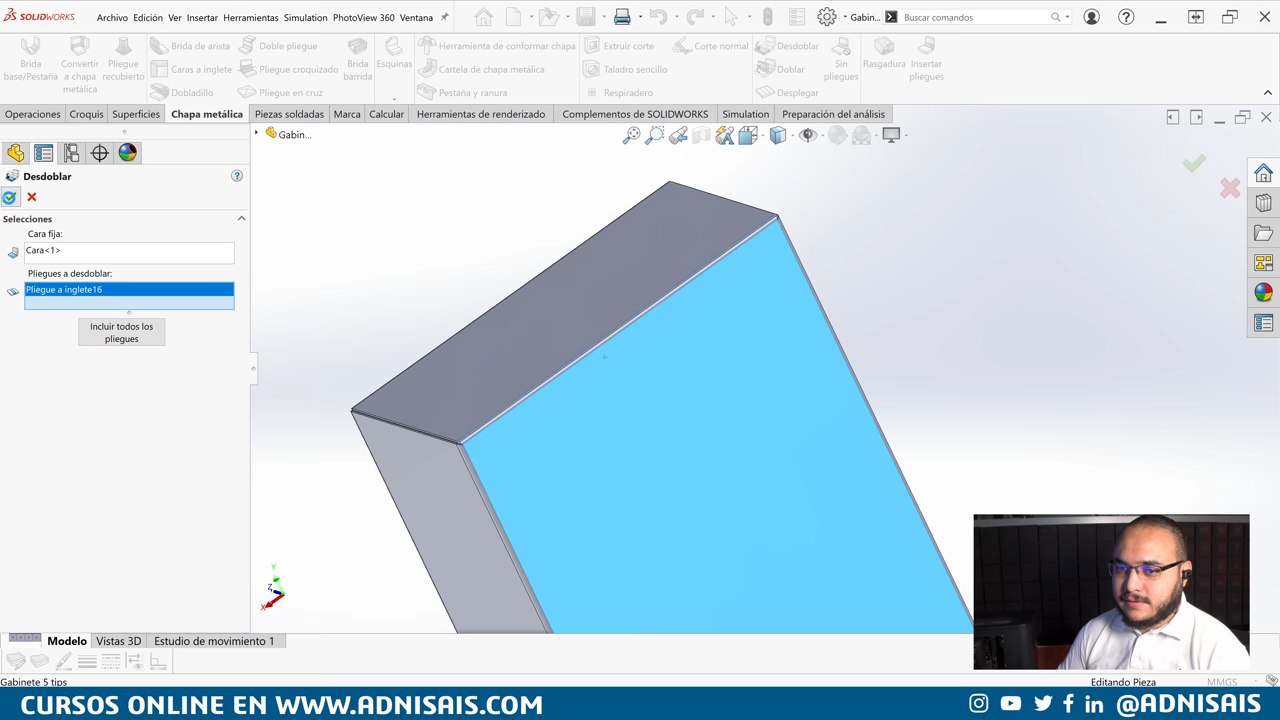 SOLIDWORKS
Archivo Edición Ver Insertar Herramientas Simulation PhotoView 360 Ventana
Gabin...
Buscar comandos
Brida base/Pestaña
Convertir a chapa metálica
Pliegue recubierto
Brida de arista
Caras a inglete
Dobladillo
Doble pliegue
Pliegue croquizado
Pliegue en cruz
Brida barrida
Esquinas
Herramienta de conformar chapa
Cartela de chapa metálica
Pestaña y ranura
Extruir corte
Taladro sencillo
Respiradero
Corte normal
Desdoblar
Doblar
Desplegar
Sin pliegues
Rasgadura
Insertar pliegues
Operaciones Croquis Superficies Chapa metálica Piezas soldadas Marca Calcular Herramientas de renderizado Complementos de SOLIDWORKS Simulation Preparación del análisis
Gabin...
Desdoblar
Selecciones
Cara fija:
Cara<1>
Pliegues a desdoblar:
Pliegue a inglete16
Incluir todos los
pliegues
Y
Z
X
Modelo Vistas 3D Estudio de movimiento 1
Gabinete 5 tips
Editando Pieza
MMGS
CURSOS ONLINE EN WWW.ADNISAIS.COM
@ADNISAIS